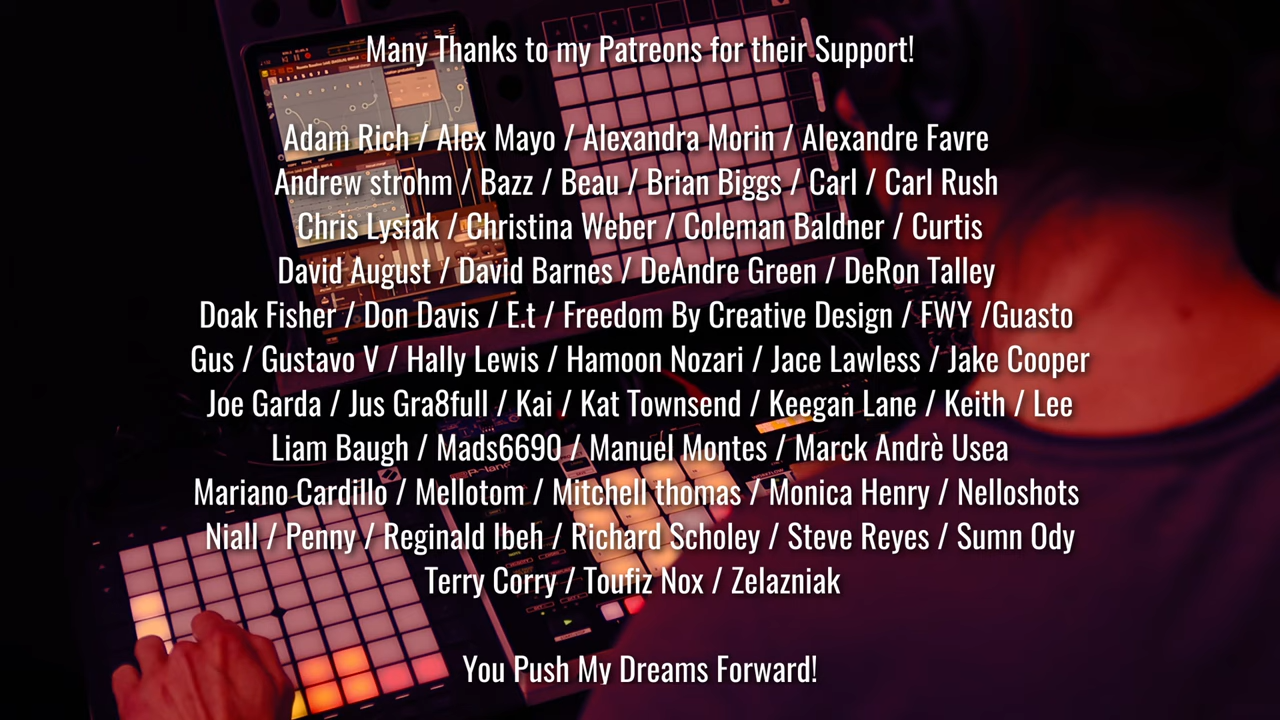 Many Thanks to my Patreons for their Support!
Adam Rich / Alex Mayo / Alexandra Morin / Alexandre Favre
Andrew strohm / Bazz / Beau / Brian Biggs / Carl / Carl Rush
Chris Lysiak / Christina Weber / Coleman Baldner / Curtis
David August / David Barnes / DeAndre Green / DeRon Talley
Doak Fisher / Don Davis / E.t / Freedom By Creative Design / FWY /Guasto
Gus / Gustavo V / Hally Lewis / Hamoon Nozari / Jace Lawless / Jake Cooper
Joe Garda / Jus Gra8full / Kai / Kat Townsend / Keegan Lane / Keith / Lee
Liam Baugh / Mads6690 / Manuel Montes / Marck Andrè Usea
Mariano Cardillo / Mellotom / Mitchell thomas / Monica Henry / Nelloshots
Niall / Penny / Reginald Ibeh / Richard Scholey / Steve Reyes / Sumn Ody
Terry Corry / Toufiz Nox / Zelazniak
You Push My Dreams Forward!